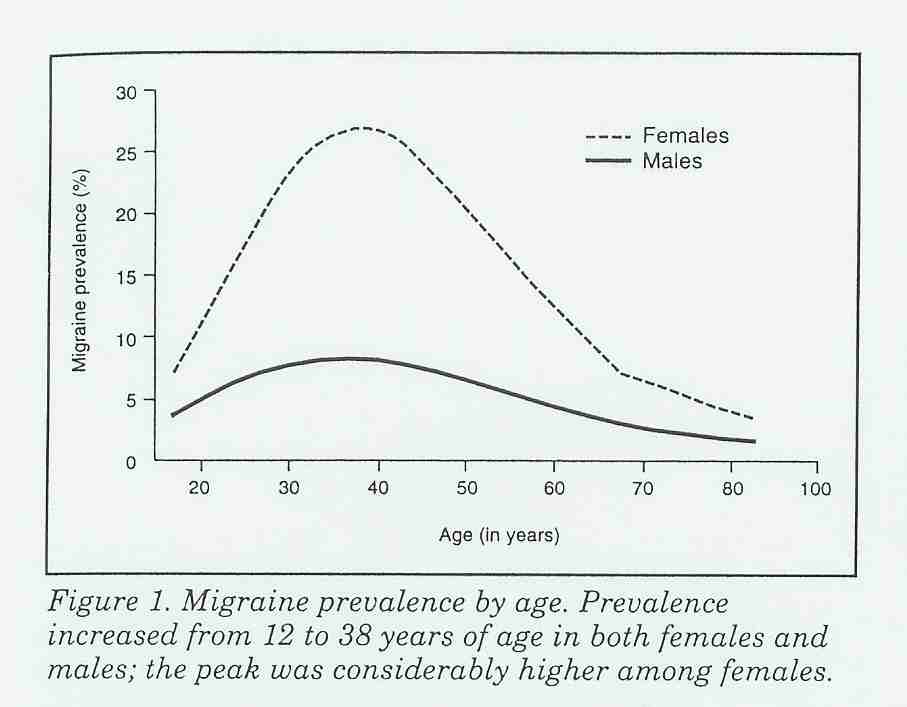 30
25
20
15
10
5
0
Migraine prevalence (%)
Females
Males
20 30 40 50 60 70 80 100
Age (in years)
Figure 1. Migraine prevalence by age. Prevalence
increased from 12 to 38 years of age in both females and
males; the peak was considerably higher among females.